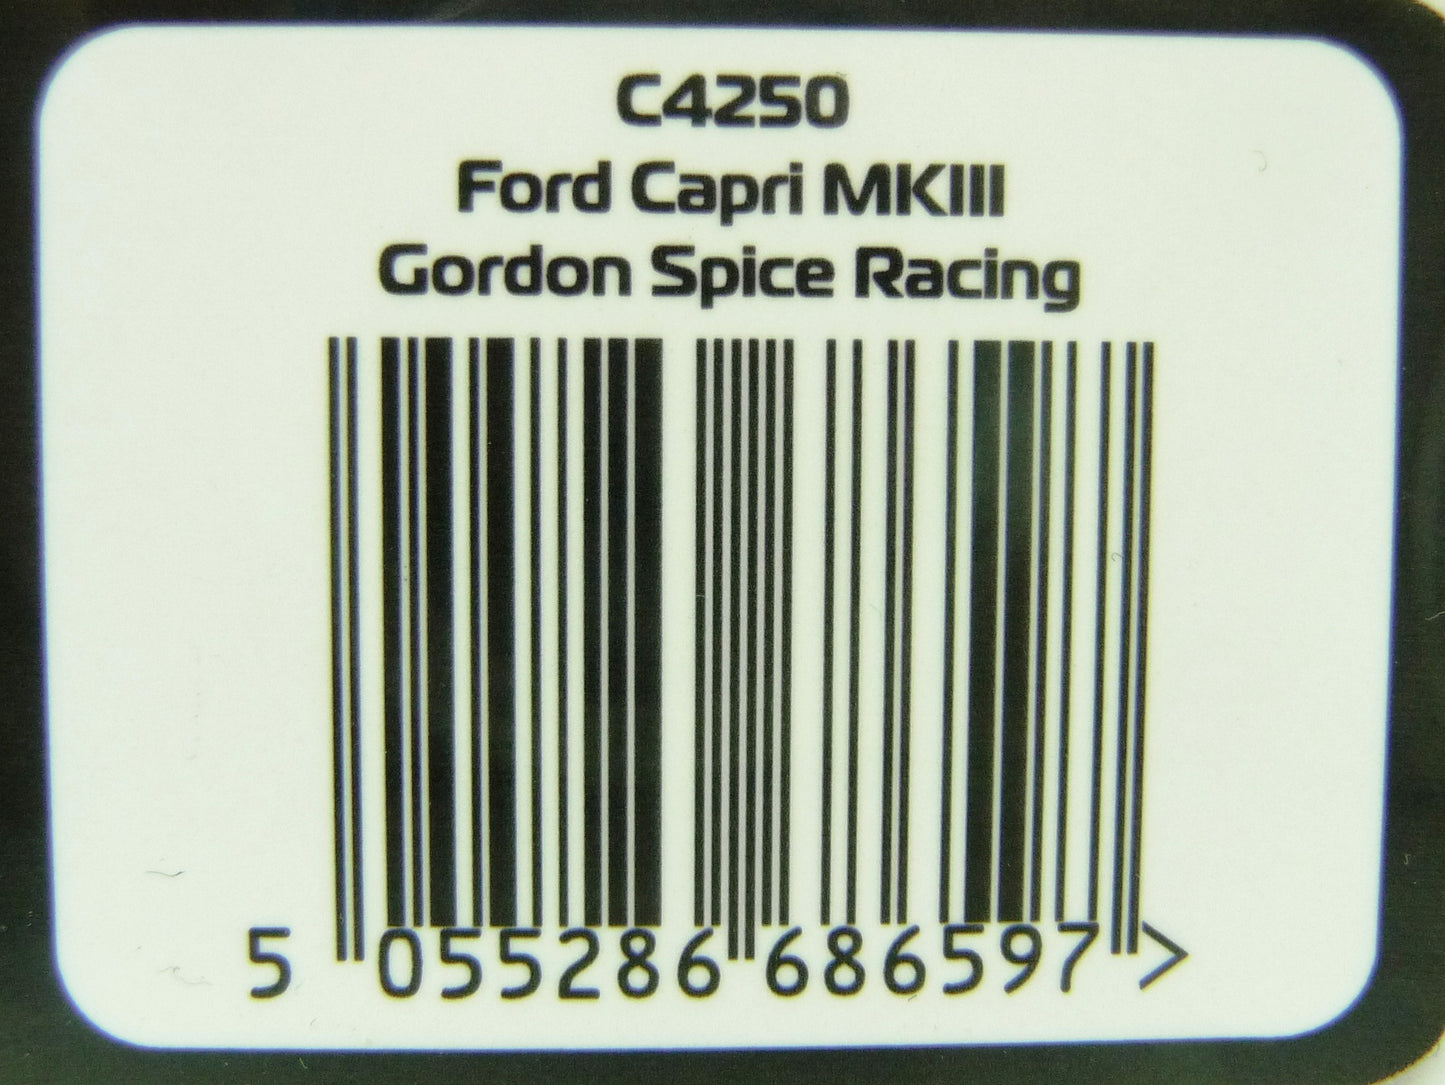 C4250
Ford Capri MKIII
Gordon Spice Racing
5 055286 686597 >